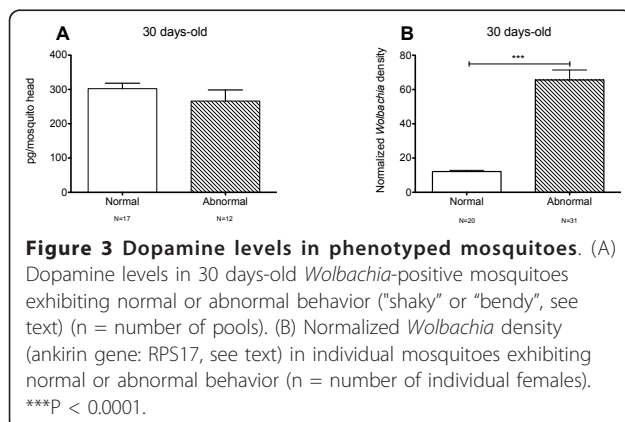 A
30 days-old
pg/mosquito head
400
300
200
100
0
Normal
Abnormal
N=17
N=12
B
30 days-old
Normalized Wolbachia density
80
60
40
20
0
***
Normal
Abnormal
N=20
N=31
Figure 3 Dopamine levels in phenotyped mosquitoes. (A)
Dopamine levels in 30 days-old Wolbachia-positive mosquitoes
exhibiting normal or abnormal behavior ("shaky" or "bendy", see
text) (n = number of pools). (B) Normalized Wolbachia density
(ankirin gene: RPS17, see text) in individual mosquitoes exhibiting
normal or abnormal behavior (n = number of individual females).
***P < 0.0001.